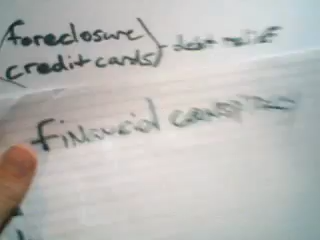 (foreclosure) debt relief
(credit cards)
financial